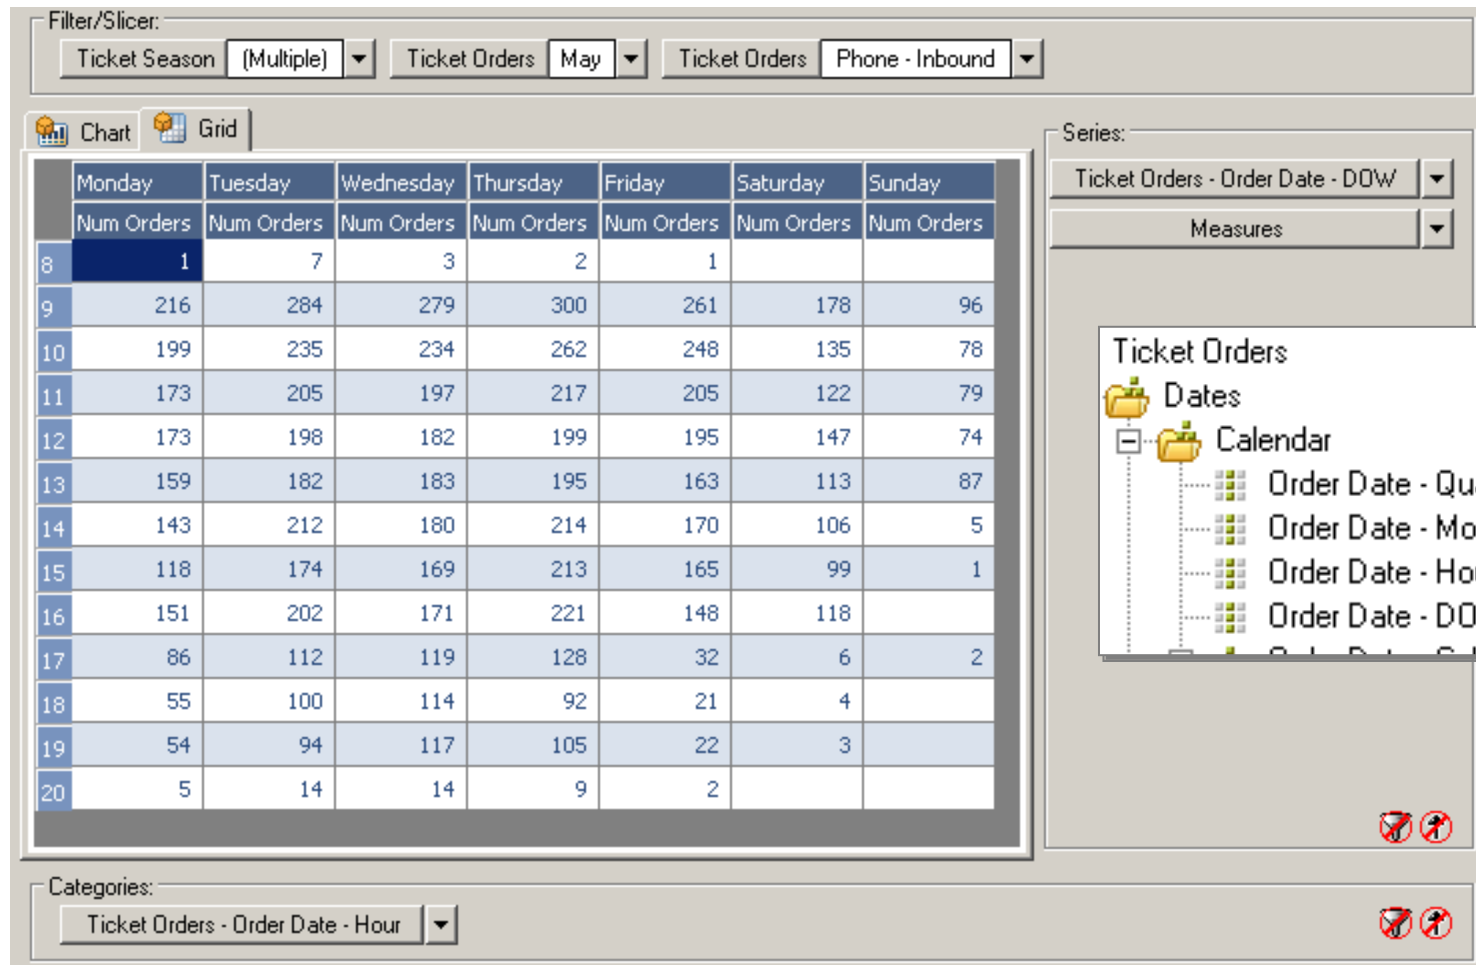 Filter/Slicer:
Ticket Season (Multiple) Ticket Orders May Ticket Orders Phone - Inbound
Chart Grid
Series:
Ticket Orders - Order Date - DOW
Measures
Monday Tuesday Wednesday Thursday Friday Saturday Sunday
Num Orders Num Orders Num Orders Num Orders Num Orders Num Orders Num Orders
8 1 7 3 2 1
9 216 284 279 300 261 178 96
10 199 235 234 262 248 135 78
11 173 205 197 217 205 122 79
12 173 198 182 199 195 147 74
13 159 182 183 195 163 113 87
14 143 212 180 214 170 106 5
15 118 174 169 213 165 99 1
16 151 202 171 221 148 118
17 86 112 119 128 32 6 2
18 55 100 114 92 21 4
19 54 94 117 105 22 3
20 5 14 14 9 2
Ticket Orders
Dates
Calendar
Order Date - Qu
Order Date - Mo
Order Date - Ho
Order Date - DO
Categories:
Ticket Orders - Order Date - Hour